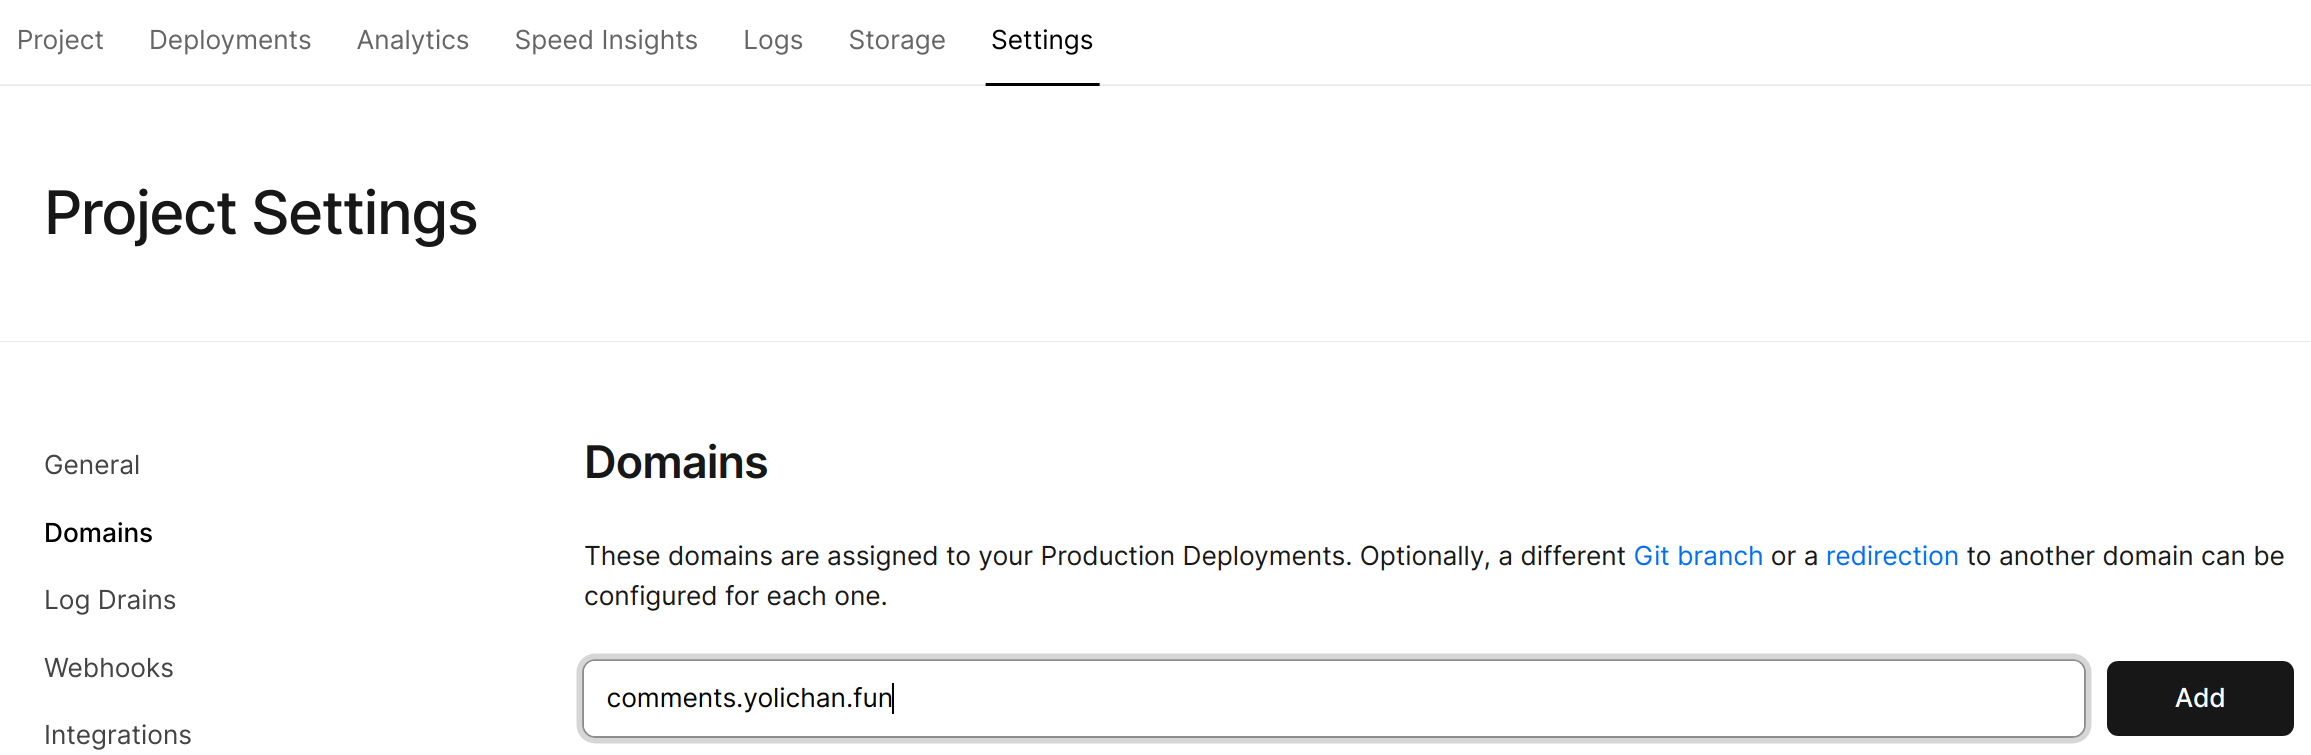 Project Deployments Analytics Speed Insights Logs Storage Settings
Project Settings
General
Domains
Log Drains
Webhooks
Integrations
Domains
These domains are assigned to your Production Deployments. Optionally, a different Git branch or a redirection to another domain can be
configured for each one.
comments.yolichan.fun
Add